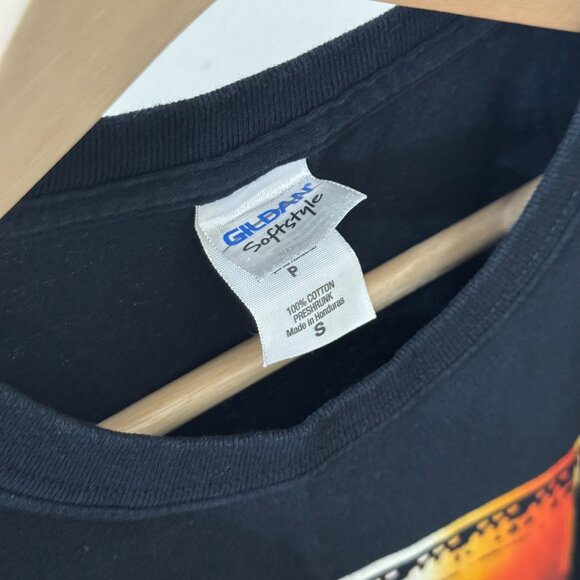 GILDAN
Softstyle
P
100% COTTON
PRESHRUNK
Made in Honduras
S